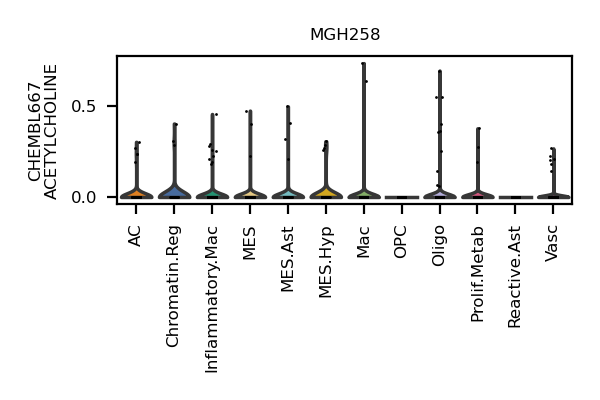 MGH258
CHEMBL667
ACETYLCHOLINE
0.5
0.0
AC
Chromatin.Reg
Inflammatory.Mac
MES
MES.Ast
MES.Hyp
Mac
OPC
Oligo
Prolif.Metab
Reactive.Ast
Vasc